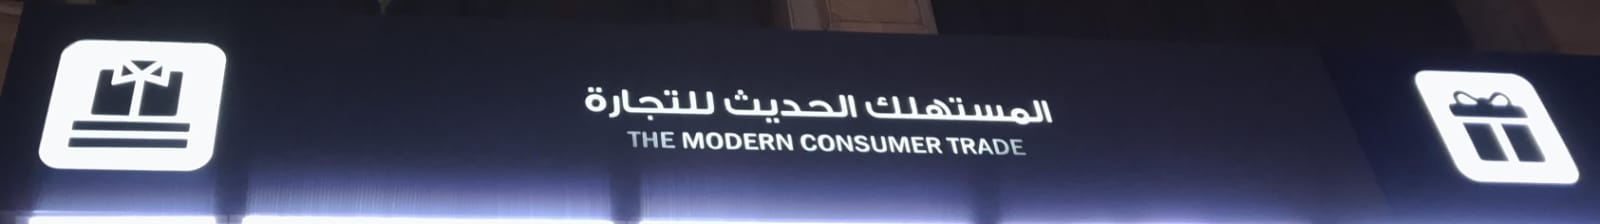 المستهلك الحديث للتجارة
THE MODERN CONSUMER TRADE